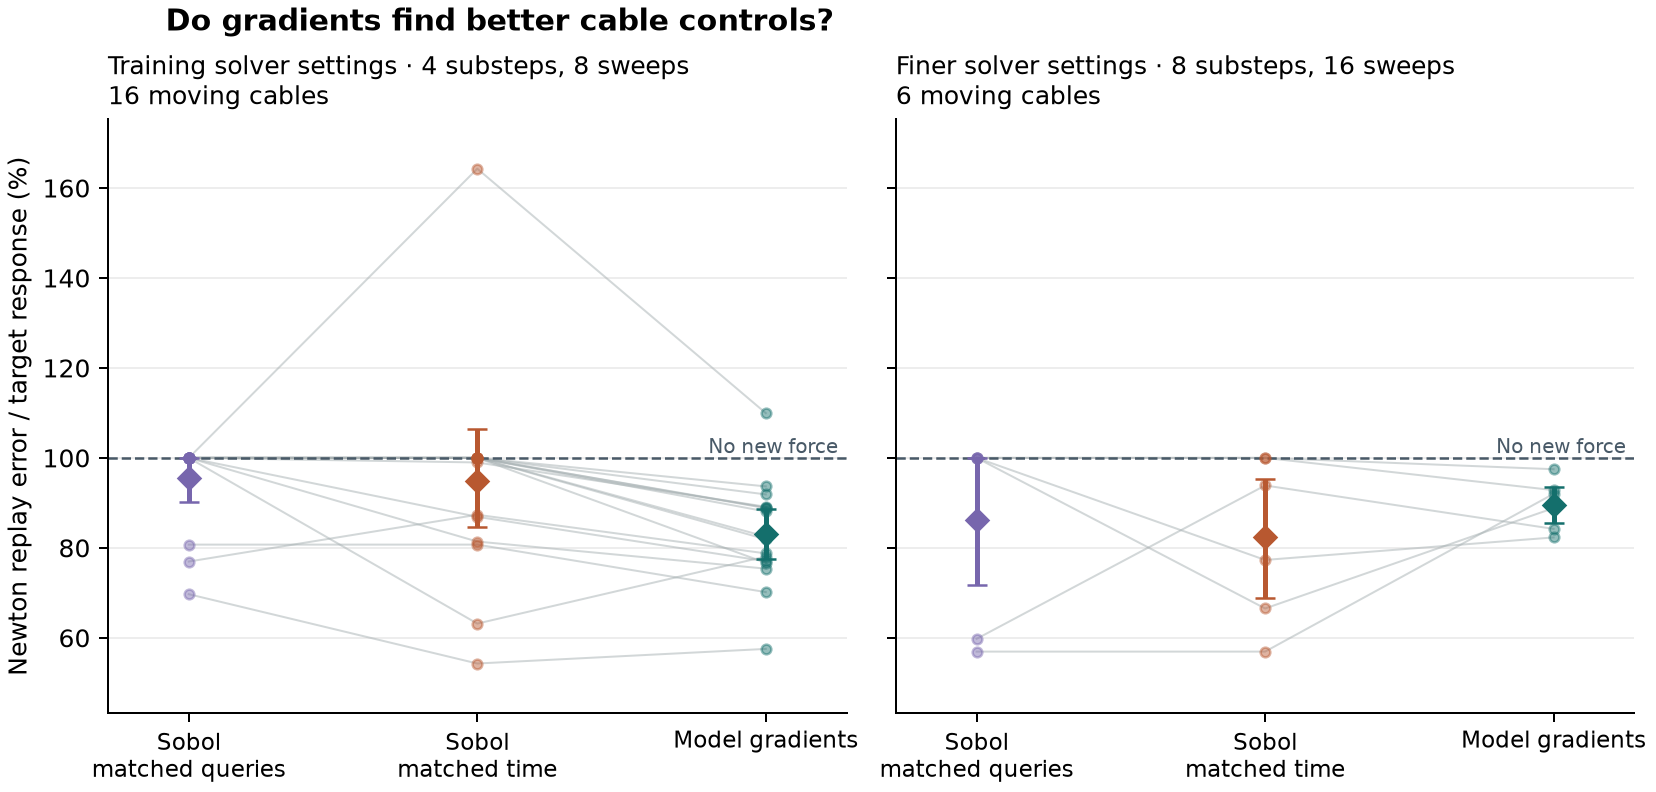 Do gradients find better cable controls?
Training solver settings · 4 substeps, 8 sweeps
16 moving cables
Newton replay error / target response (%)
160
140
120
100
80
60
No new force
Sobol
matched queries
Sobol
matched time
Model gradients
Finer solver settings · 8 substeps, 16 sweeps
6 moving cables
No new force
Sobol
matched queries
Sobol
matched time
Model gradients